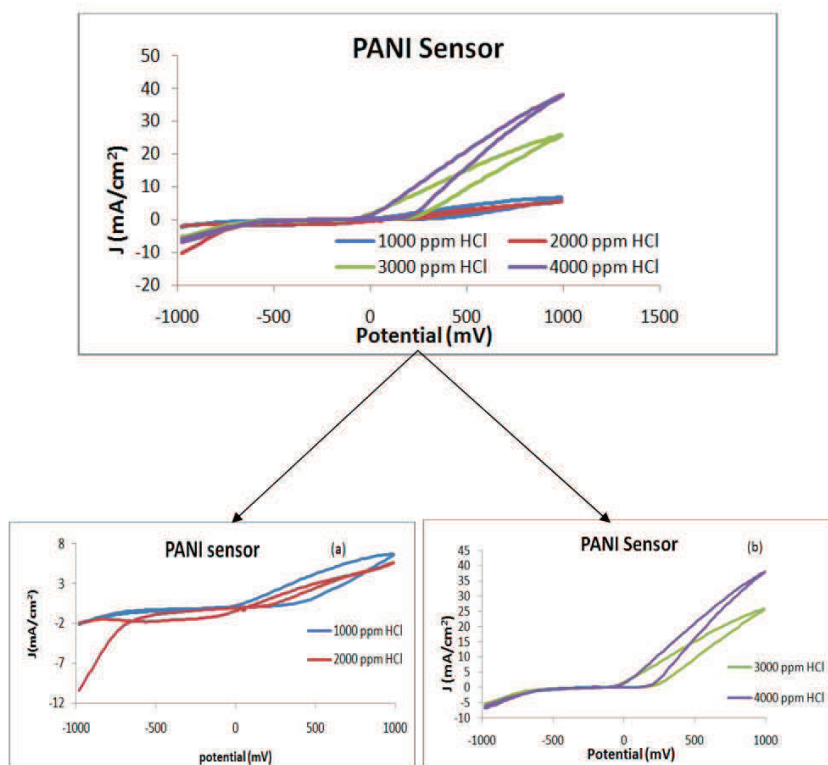 PANI Sensor
50
40
30
20
10
0
-10
-20
J (mA/cm²)
1000 ppm HCl 2000 ppm HCl
3000 ppm HCl 4000 ppm HCl
-1000 -500 0 500 1000 1500
Potential (mV)
PANI sensor (a)
8
3
-2
-7
-12
J(mA/cm²)
1000 ppm HCl
2000 ppm HCl
-1000 -500 0 500 1000
potential (mV)
PANI Sensor (b)
45
40
35
30
25
20
15
10
5
0
-5
-10
J (mA/cm²)
3000 ppm HCl
4000 ppm HCl
-1000 -500 0 500 1000
Potential (mV)